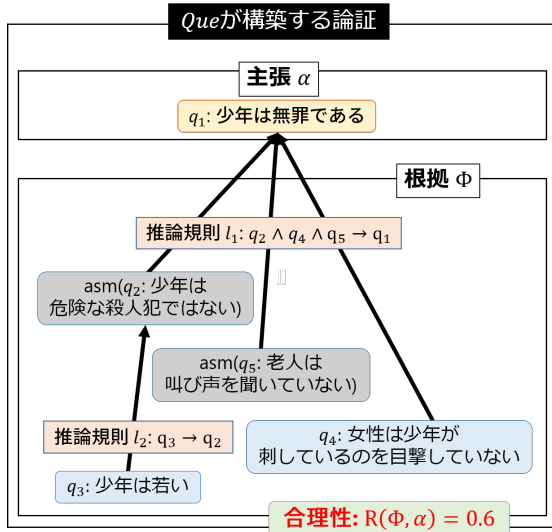 Queが構築する論証
主張 α
q₁: 少年は無罪である
根拠 Φ
推論規則 l₁: q₂ ∧ q₄ ∧ q₅ → q₁
asm(q₂: 少年は
危険な殺人犯ではない)
asm(q₅: 老人は
叫び声を聞いていない)
推論規則 l₂: q₃ → q₂
q₄: 女性は少年が
刺しているのを目撃していない
q₃: 少年は若い
合理性: R(Φ, α) = 0.6